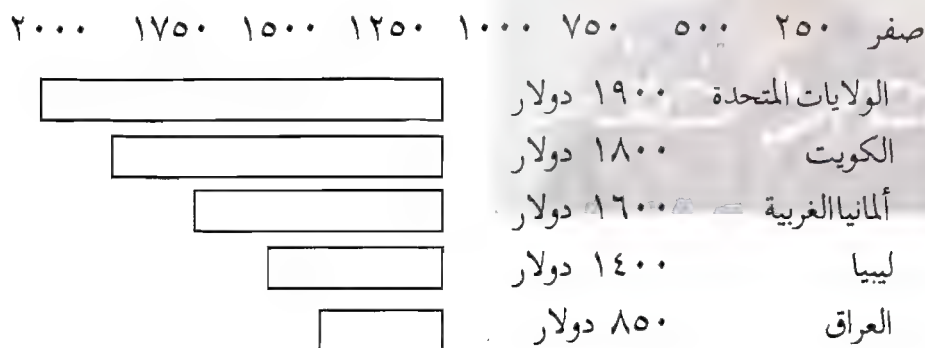 صفر ٢٥٠ ٥٠٠ ٧٥٠ ١٠٠٠ ١٢٥٠ ١٥٠٠ ١٧٥٠ ٢٠٠٠
الولايات المتحدة ١٩٠٠ دولار
الكويت ١٨٠٠ دولار
ألمانيا الغربية ١٦٠٠ دولار
ليبيا ١٤٠٠ دولار
العراق ٨٥٠ دولار